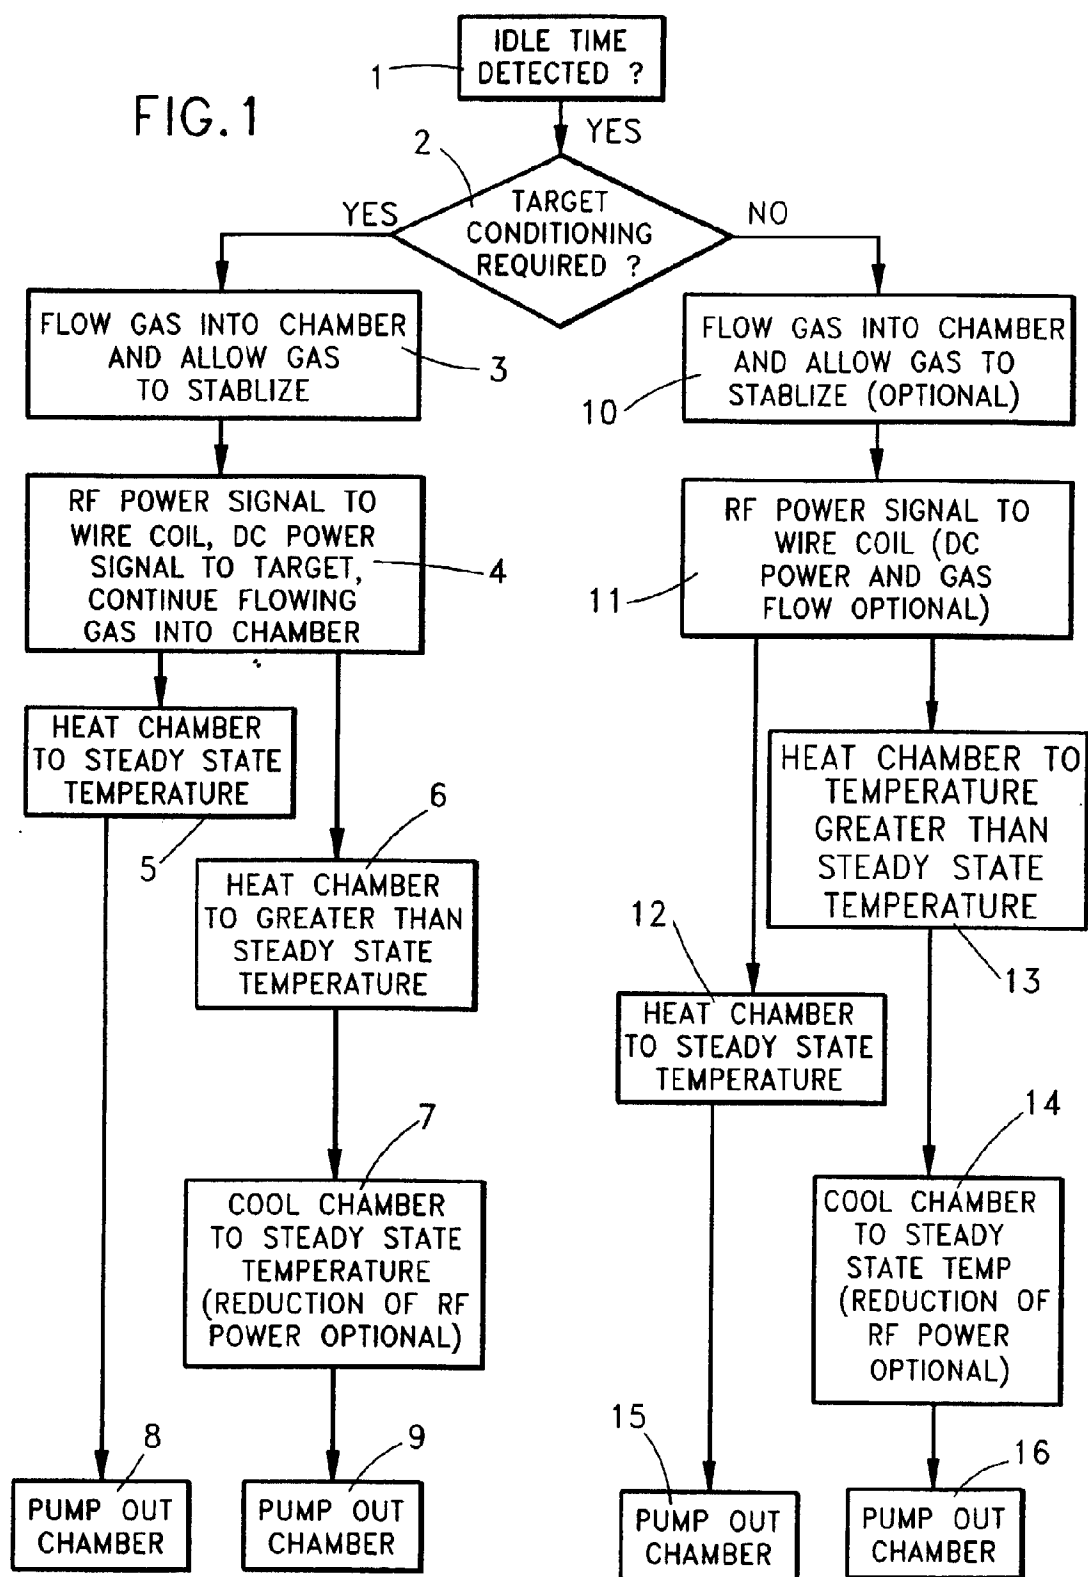 FIG. 1
IDLE TIME
DETECTED ?
1
YES
2
TARGET
CONDITIONING
REQUIRED ?
YES
NO
FLOW GAS INTO CHAMBER
AND ALLOW GAS
TO STABLIZE
3
RF POWER SIGNAL TO
WIRE COIL, DC POWER
SIGNAL TO TARGET,
CONTINUE FLOWING
GAS INTO CHAMBER
4
HEAT CHAMBER
TO STEADY STATE
TEMPERATURE
5
6
HEAT CHAMBER
TO GREATER THAN
STEADY STATE
TEMPERATURE
7
COOL CHAMBER
TO STEADY STATE
TEMPERATURE
(REDUCTION OF RF
POWER OPTIONAL)
8
PUMP OUT
CHAMBER
9
PUMP OUT
CHAMBER
FLOW GAS INTO CHAMBER
AND ALLOW GAS TO
STABLIZE (OPTIONAL)
10
RF POWER SIGNAL TO
WIRE COIL (DC
POWER AND GAS
FLOW OPTIONAL)
11
12
HEAT CHAMBER
TO STEADY STATE
TEMPERATURE
HEAT CHAMBER TO
TEMPERATURE
GREATER THAN
STEADY STATE
TEMPERATURE
13
14
COOL CHAMBER
TO STEADY
STATE TEMP
(REDUCTION OF
RF POWER
OPTIONAL)
15
PUMP OUT
CHAMBER
16
PUMP OUT
CHAMBER